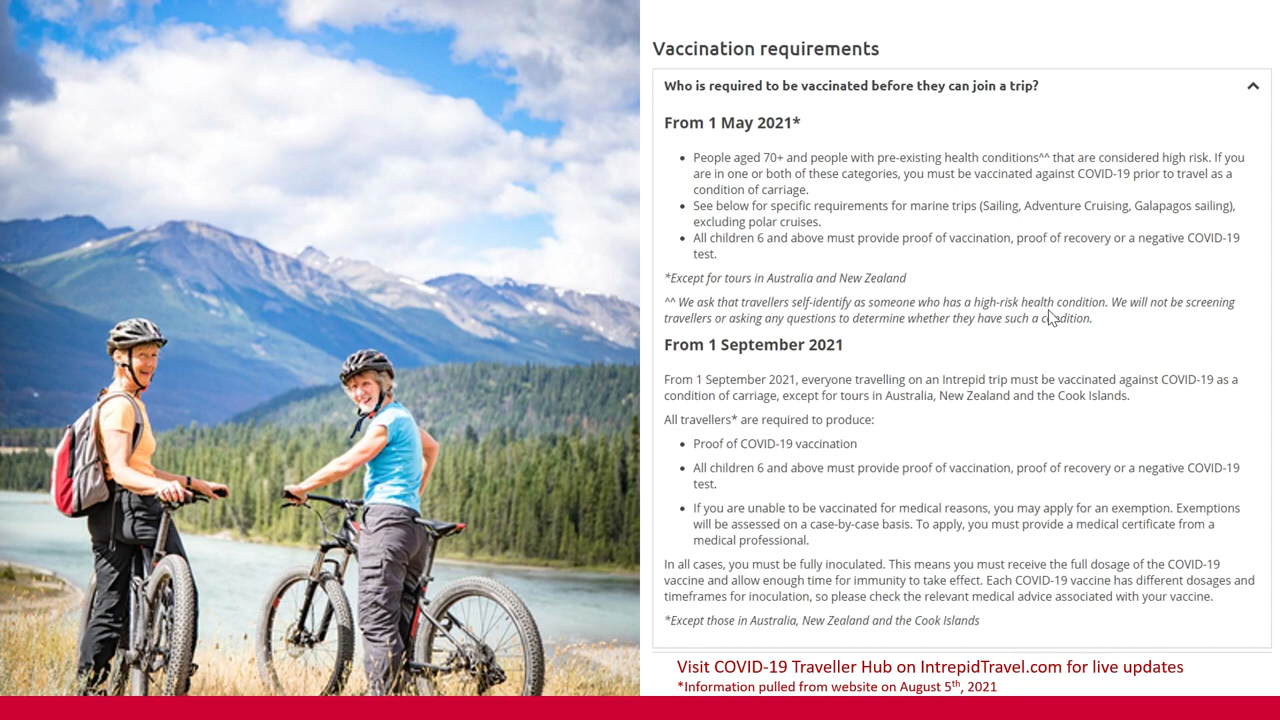 Vaccination requirements
Who is required to be vaccinated before they can join a trip?
From 1 May 2021*
• People aged 70+ and people with pre-existing health conditions^^ that are considered high risk. If you
are in one or both of these categories, you must be vaccinated against COVID-19 prior to travel as a
condition of carriage.
• See below for specific requirements for marine trips (Sailing, Adventure Cruising, Galapagos sailing),
excluding polar cruises.
• All children 6 and above must provide proof of vaccination, proof of recovery or a negative COVID-19
test.
*Except for tours in Australia and New Zealand
^^ We ask that travellers self-identify as someone who has a high-risk health condition. We will not be screening
travellers or asking any questions to determine whether they have such a condition.
From 1 September 2021
From 1 September 2021, everyone travelling on an Intrepid trip must be vaccinated against COVID-19 as a
condition of carriage, except for tours in Australia, New Zealand and the Cook Islands.
All travellers* are required to produce:
• Proof of COVID-19 vaccination
• All children 6 and above must provide proof of vaccination, proof of recovery or a negative COVID-19
test.
• If you are unable to be vaccinated for medical reasons, you may apply for an exemption. Exemptions
will be assessed on a case-by-case basis. To apply, you must provide a medical certificate from a
medical professional.
In all cases, you must be fully inoculated. This means you must receive the full dosage of the COVID-19
vaccine and allow enough time for immunity to take effect. Each COVID-19 vaccine has different dosages and
timeframes for inoculation, so please check the relevant medical advice associated with your vaccine.
*Except those in Australia, New Zealand and the Cook Islands
Visit COVID-19 Traveller Hub on IntrepidTravel.com for live updates
*Information pulled from website on August 5th, 2021